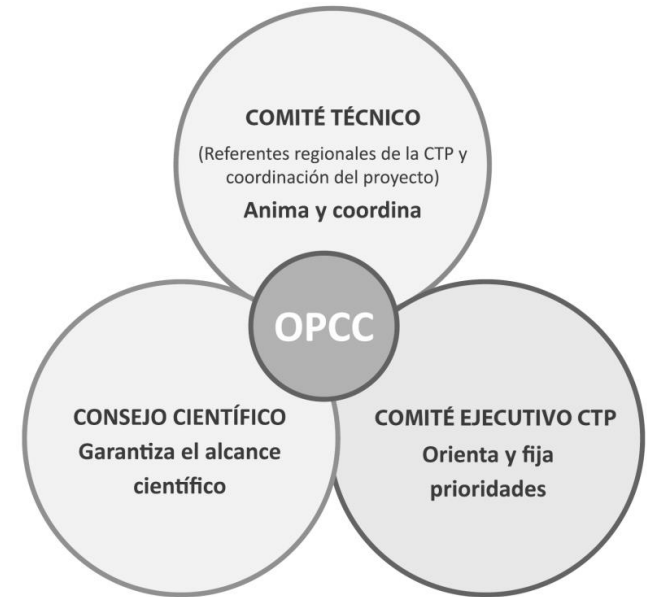 COMITÉ TÉCNICO
(Referentes regionales de la CTP y
coordinación del proyecto)
Anima y coordina
OPCC
CONSEJO CIENTÍFICO
Garantiza el alcance
científico
COMITÉ EJECUTIVO CTP
Orienta y fija
prioridades